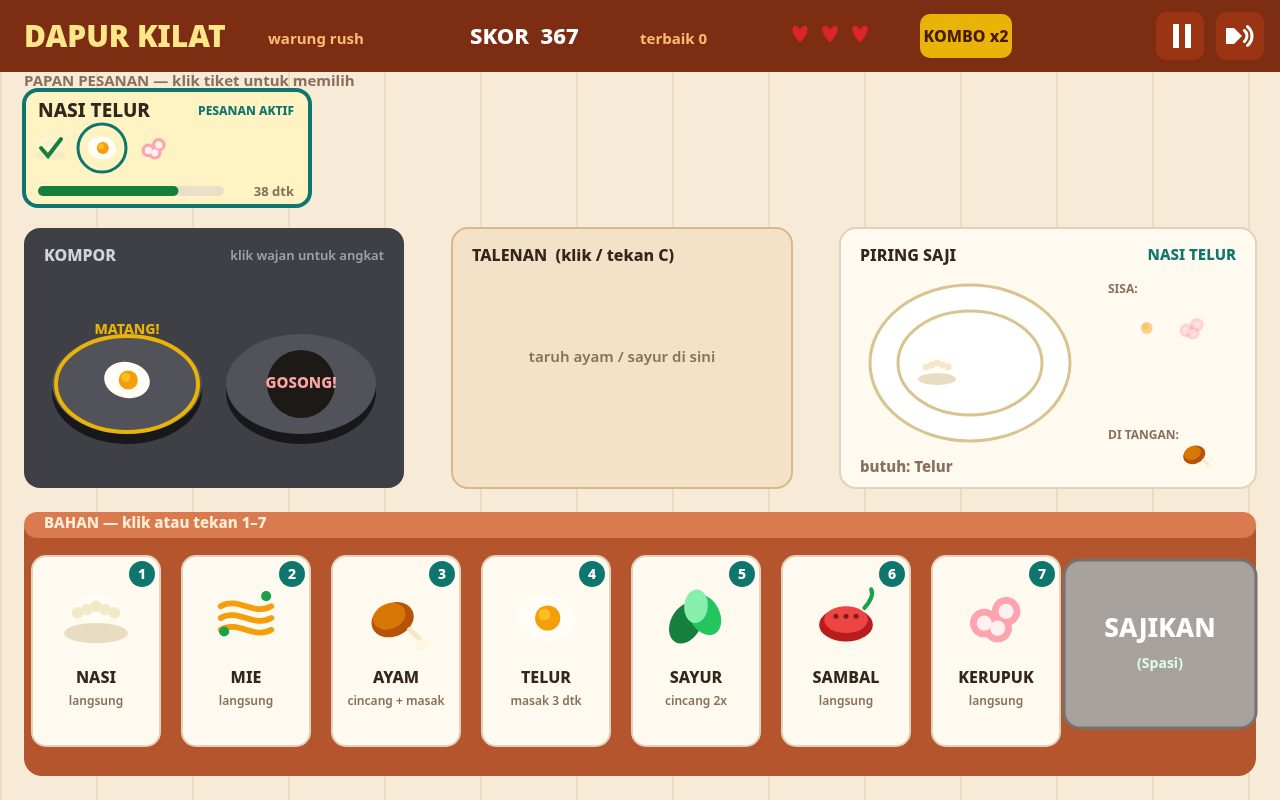 DAPUR KILAT warung rush SKOR 367 terbaik 0 KOMBO x2
PAPAN PESANAN — klik tiket untuk memilih
NASI TELUR PESANAN AKTIF
38 dtk
KOMPOR klik wajan untuk angkat
MATANG!
GOSONG!
TALENAN (klik / tekan C)
taruh ayam / sayur di sini
PIRING SAJI NASI TELUR
SISA:
DI TANGAN:
butuh: Telur
BAHAN — klik atau tekan 1–7
1 2 3 4 5 6 7
NASI MIE AYAM TELUR SAYUR SAMBAL KERUPUK
langsung langsung cincang + masak masak 3 dtk cincang 2x langsung langsung
SAJIKAN
(Spasi)